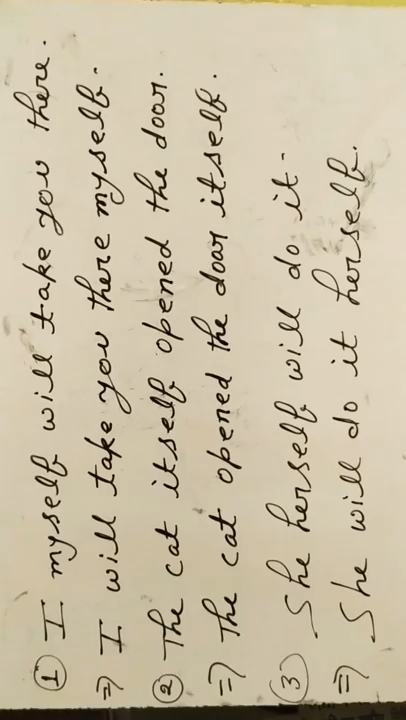 ① I myself will take you there.
⇒ I will take you there myself.
② The cat itself opened the door.
⇒ The cat opened the door itself.
③ She herself will do it.
⇒ She will do it herself.